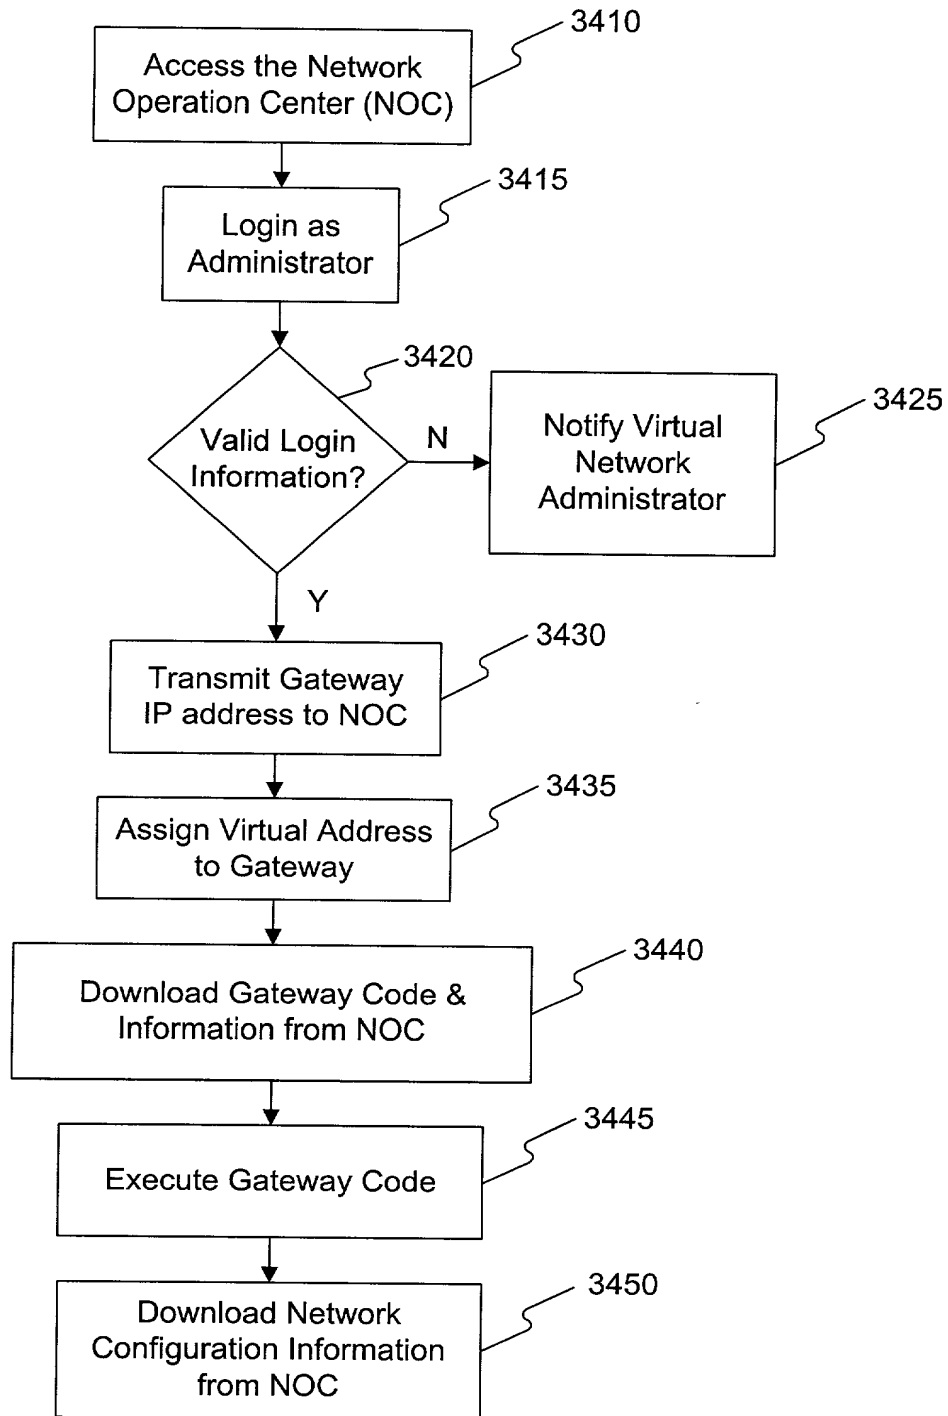 3410
Access the Network
Operation Center (NOC)
3415
Login as
Administrator
3420
Valid Login
Information?
N
3425
Notify Virtual
Network
Administrator
Y
3430
Transmit Gateway
IP address to NOC
3435
Assign Virtual Address
to Gateway
3440
Download Gateway Code &
Information from NOC
3445
Execute Gateway Code
3450
Download Network
Configuration Information
from NOC